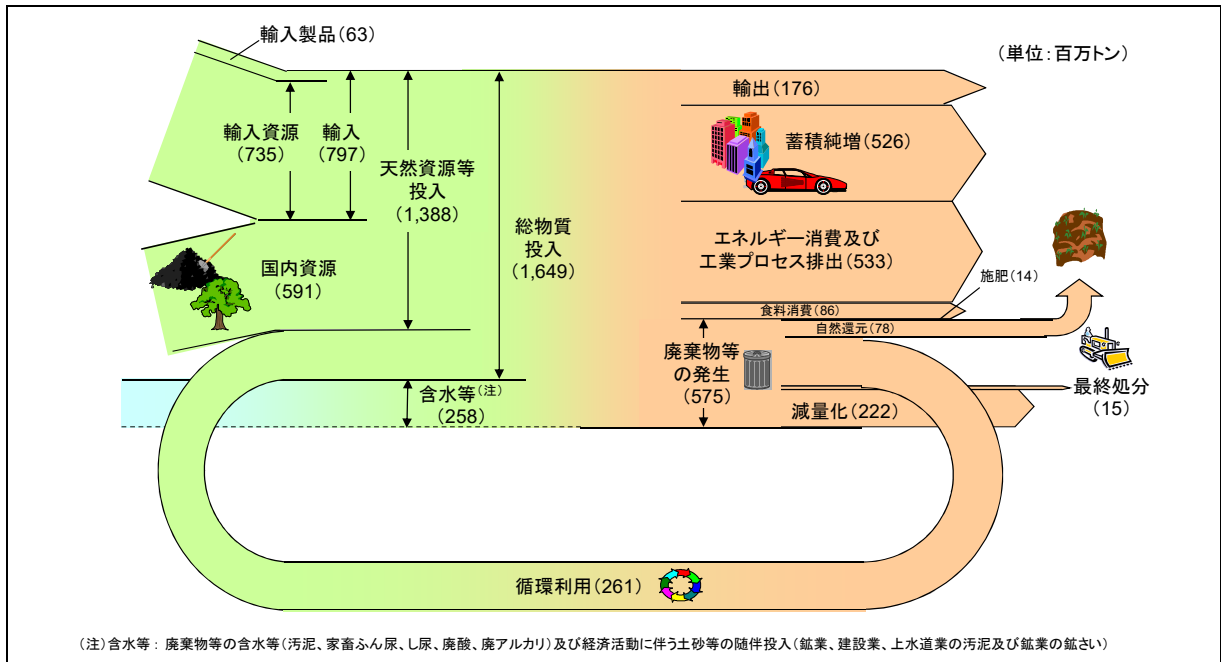 輸入製品(63)
(単位:百万トン)
輸入資源
(735)
輸入
(797)
天然資源等
投入
(1,388)
総物質
投入
(1,649)
国内資源
(591)
含水等(注)
(258)
輸出(176)
蓄積純増(526)
エネルギー消費及び
工業プロセス排出(533)
食料消費(86)
施肥(14)
自然還元(78)
廃棄物等
の発生
(575)
減量化(222)
最終処分
(15)
循環利用(261)
(注)含水等: 廃棄物等の含水等(汚泥、家畜ふん尿、し尿、廃酸、廃アルカリ)及び経済活動に伴う土砂等の随伴投入(鉱業、建設業、上水道業の汚泥及び鉱業の鉱さい)